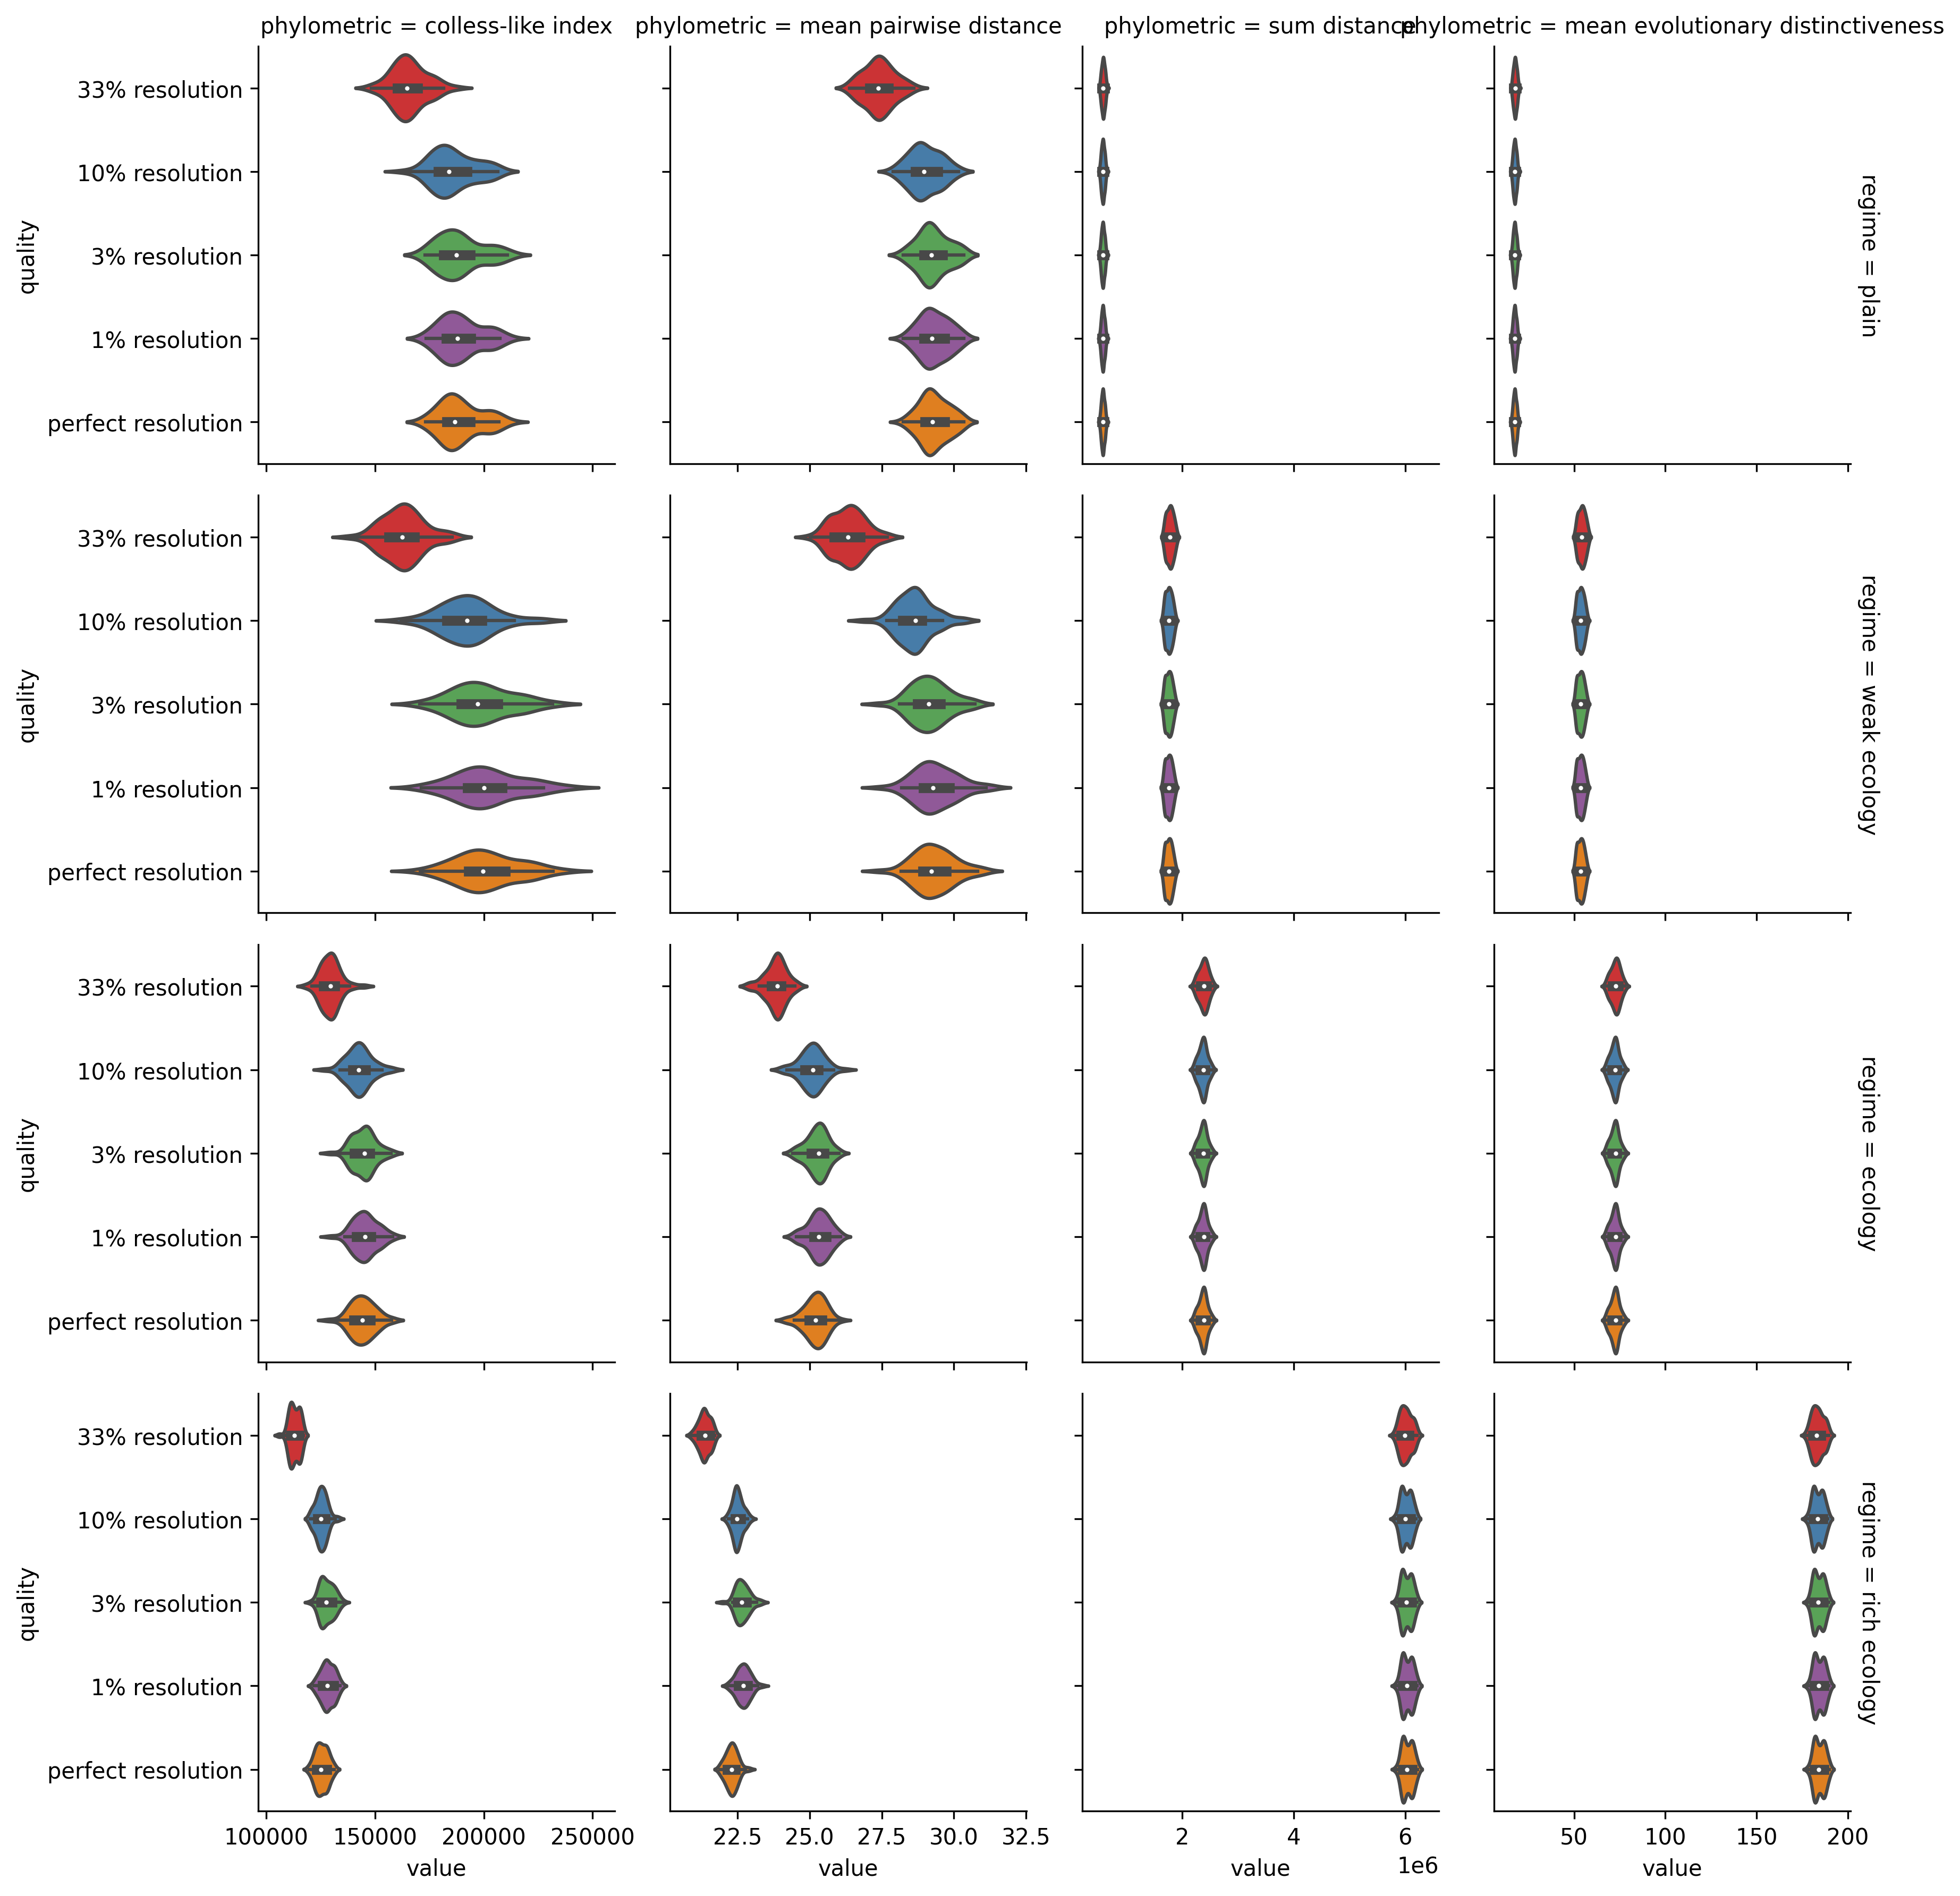 phylometric = colless-like index
phylometric = mean pairwise distance
phylometric = sum distance
phylometric = mean evolutionary distinctiveness
33% resolution
10% resolution
3% resolution
1% resolution
perfect resolution
quality
regime = plain
33% resolution
10% resolution
3% resolution
1% resolution
perfect resolution
quality
regime = weak ecology
33% resolution
10% resolution
3% resolution
1% resolution
perfect resolution
quality
regime = ecology
33% resolution
10% resolution
3% resolution
1% resolution
perfect resolution
quality
regime = rich ecology
100000 150000 200000 250000
value
22.5 25.0 27.5 30.0 32.5
value
2 4 6
1e6
value
50 100 150 200
value